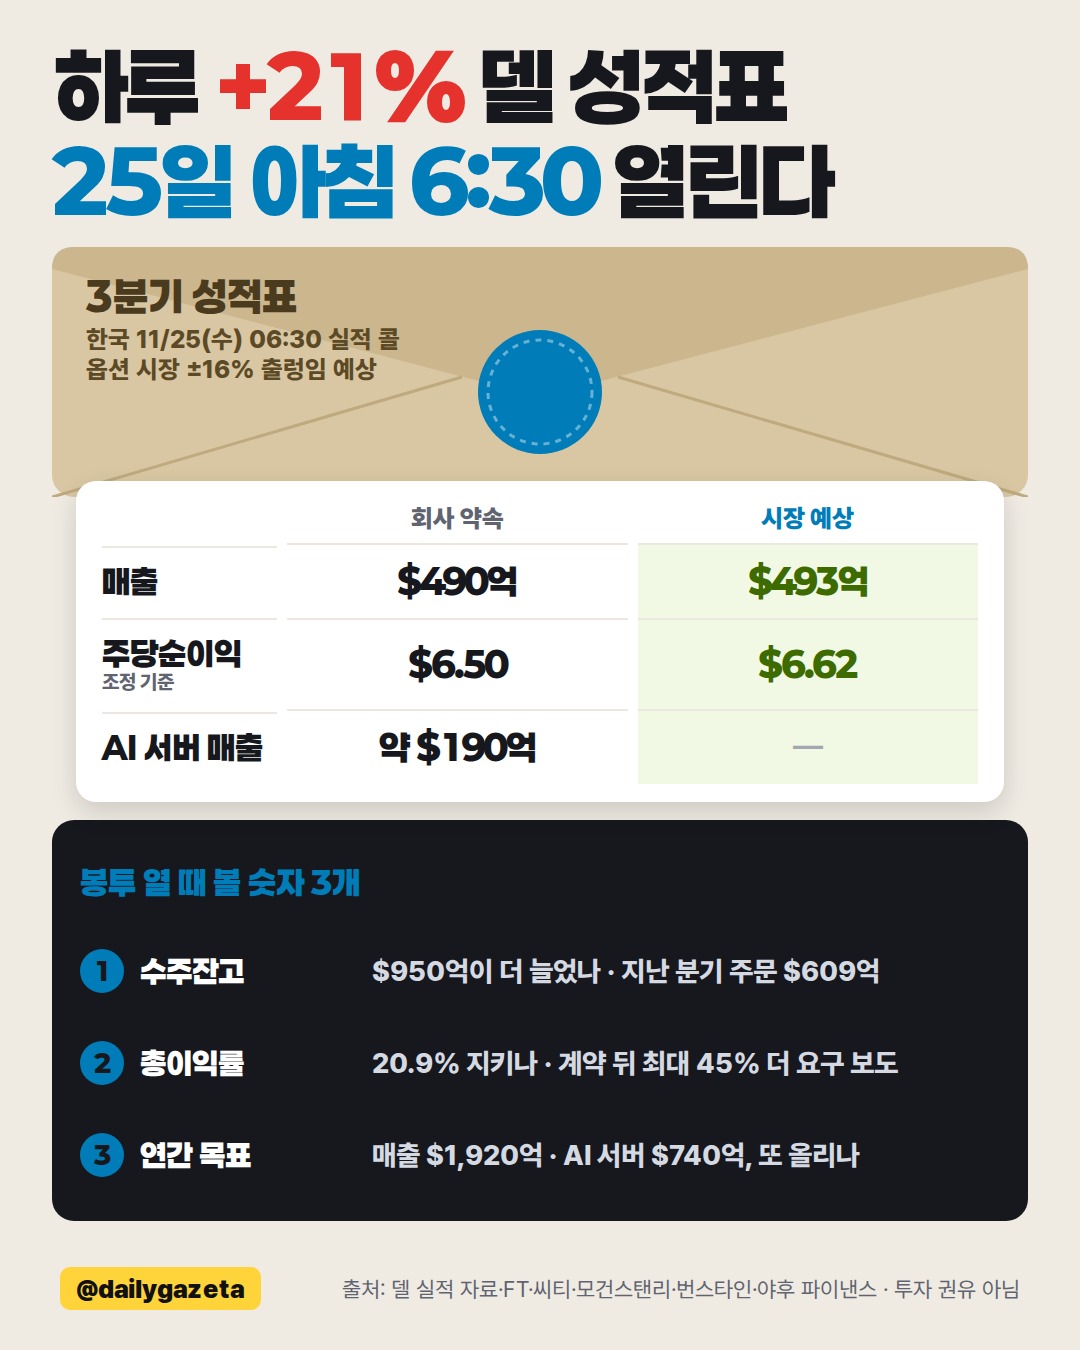 하루 +21% 델 성적표
25일 아침 6:30 열린다
3분기 성적표
한국 11/25(수) 06:30 실적 콜
옵션 시장 ±16% 출렁임 예상
회사 약속 시장 예상
매출 $490억 $493억
주당순이익 $6.50 $6.62
조정 기준
AI 서버 매출 약 $190억 —
봉투 열 때 볼 숫자 3개
1 수주잔고 $950억이 더 늘었나 · 지난 분기 주문 $609억
2 총이익률 20.9% 지키나 · 계약 뒤 최대 45% 더 요구 보도
3 연간 목표 매출 $1,920억 · AI 서버 $740억, 또 올리나
@dailygazeta 출처: 델 실적 자료·FT·씨티·모건스탠리·번스타인·야후 파이낸스 · 투자 권유 아님